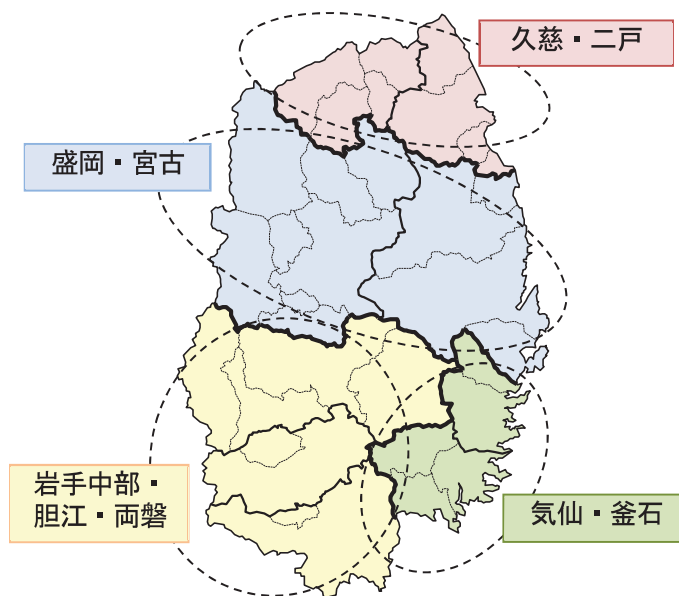 久慈・二戸
盛岡・宮古
岩手中部・
胆江・両磐
気仙・釜石